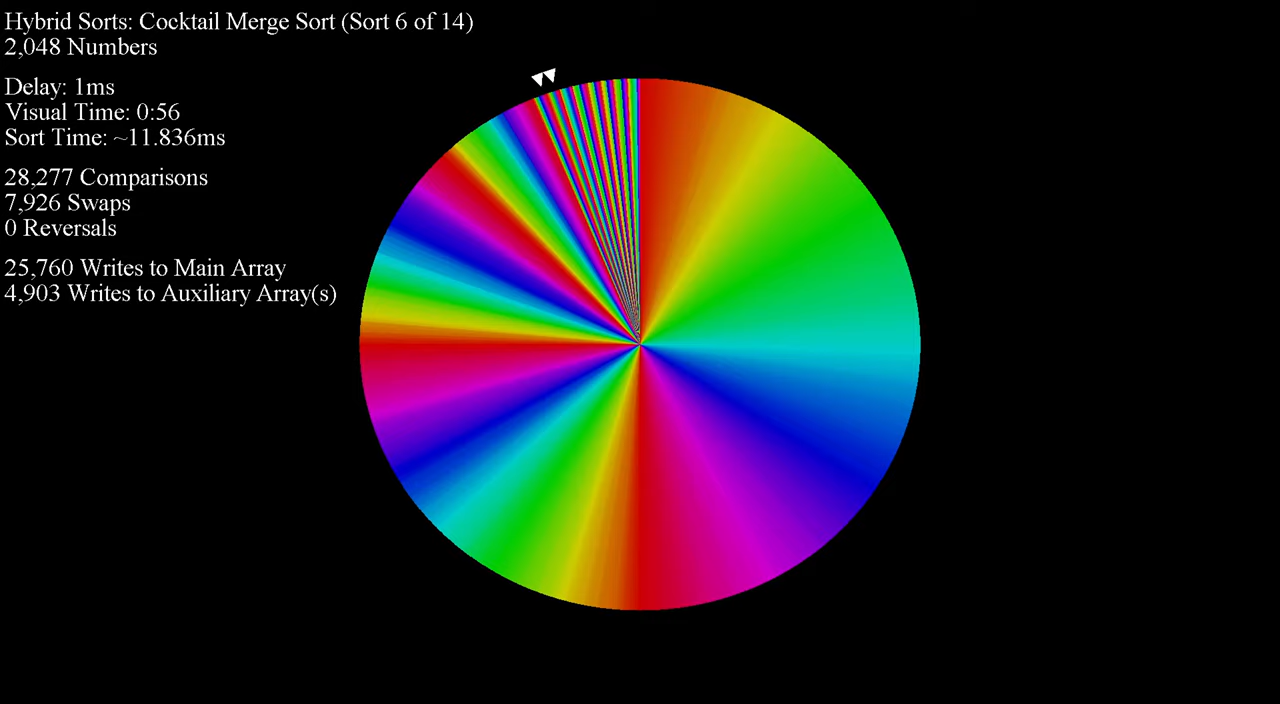 Hybrid Sorts: Cocktail Merge Sort (Sort 6 of 14)
2,048 Numbers
Delay: 1ms
Visual Time: 0:56
Sort Time: ~11.836ms
28,277 Comparisons
7,926 Swaps
0 Reversals
25,760 Writes to Main Array
4,903 Writes to Auxiliary Array(s)